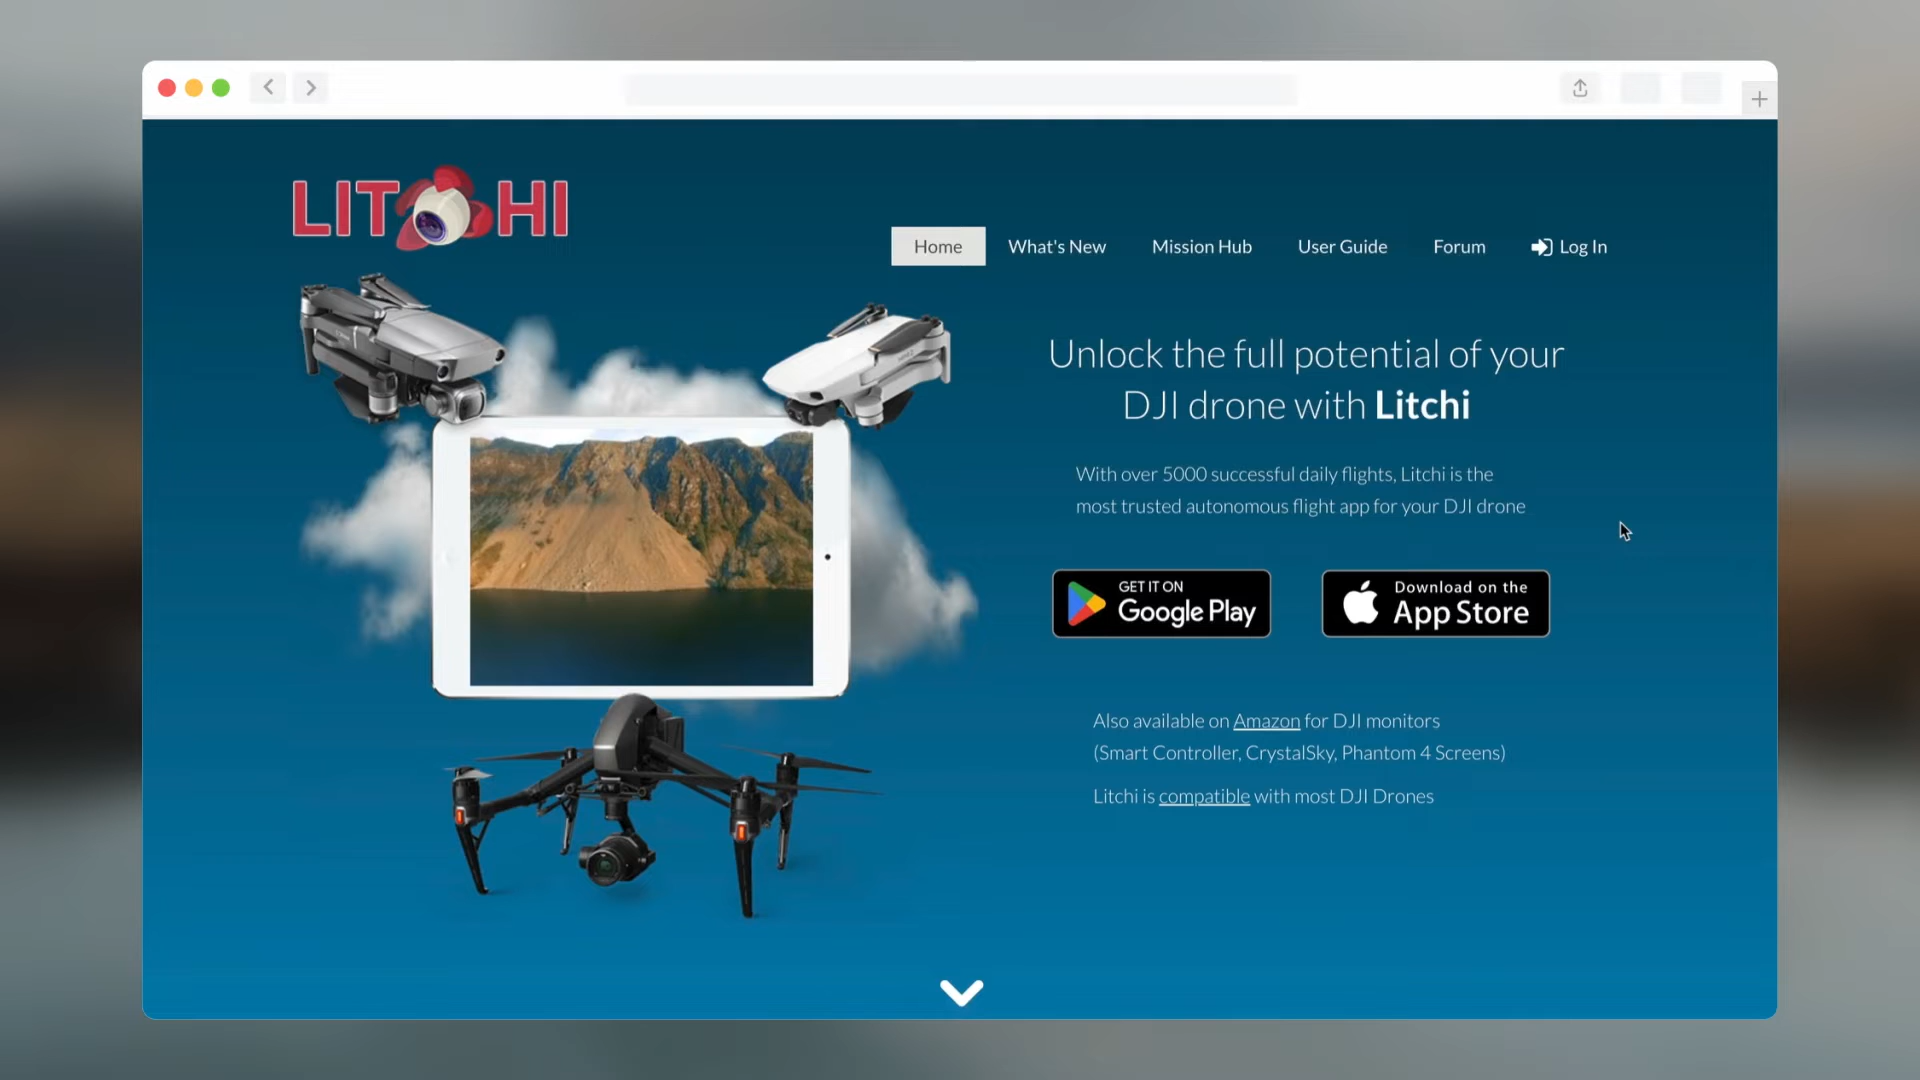 LITCHI
Home
What's New
Mission Hub
User Guide
Forum
Log In
Unlock the full potential of your
DJI drone with Litchi
With over 5000 successful daily flights, Litchi is the
most trusted autonomous flight app for your DJI drone
GET IT ON
Google Play
Download on the
App Store
Also available on Amazon for DJI monitors
(Smart Controller, CrystalSky, Phantom 4 Screens)
Litchi is compatible with most DJI Drones